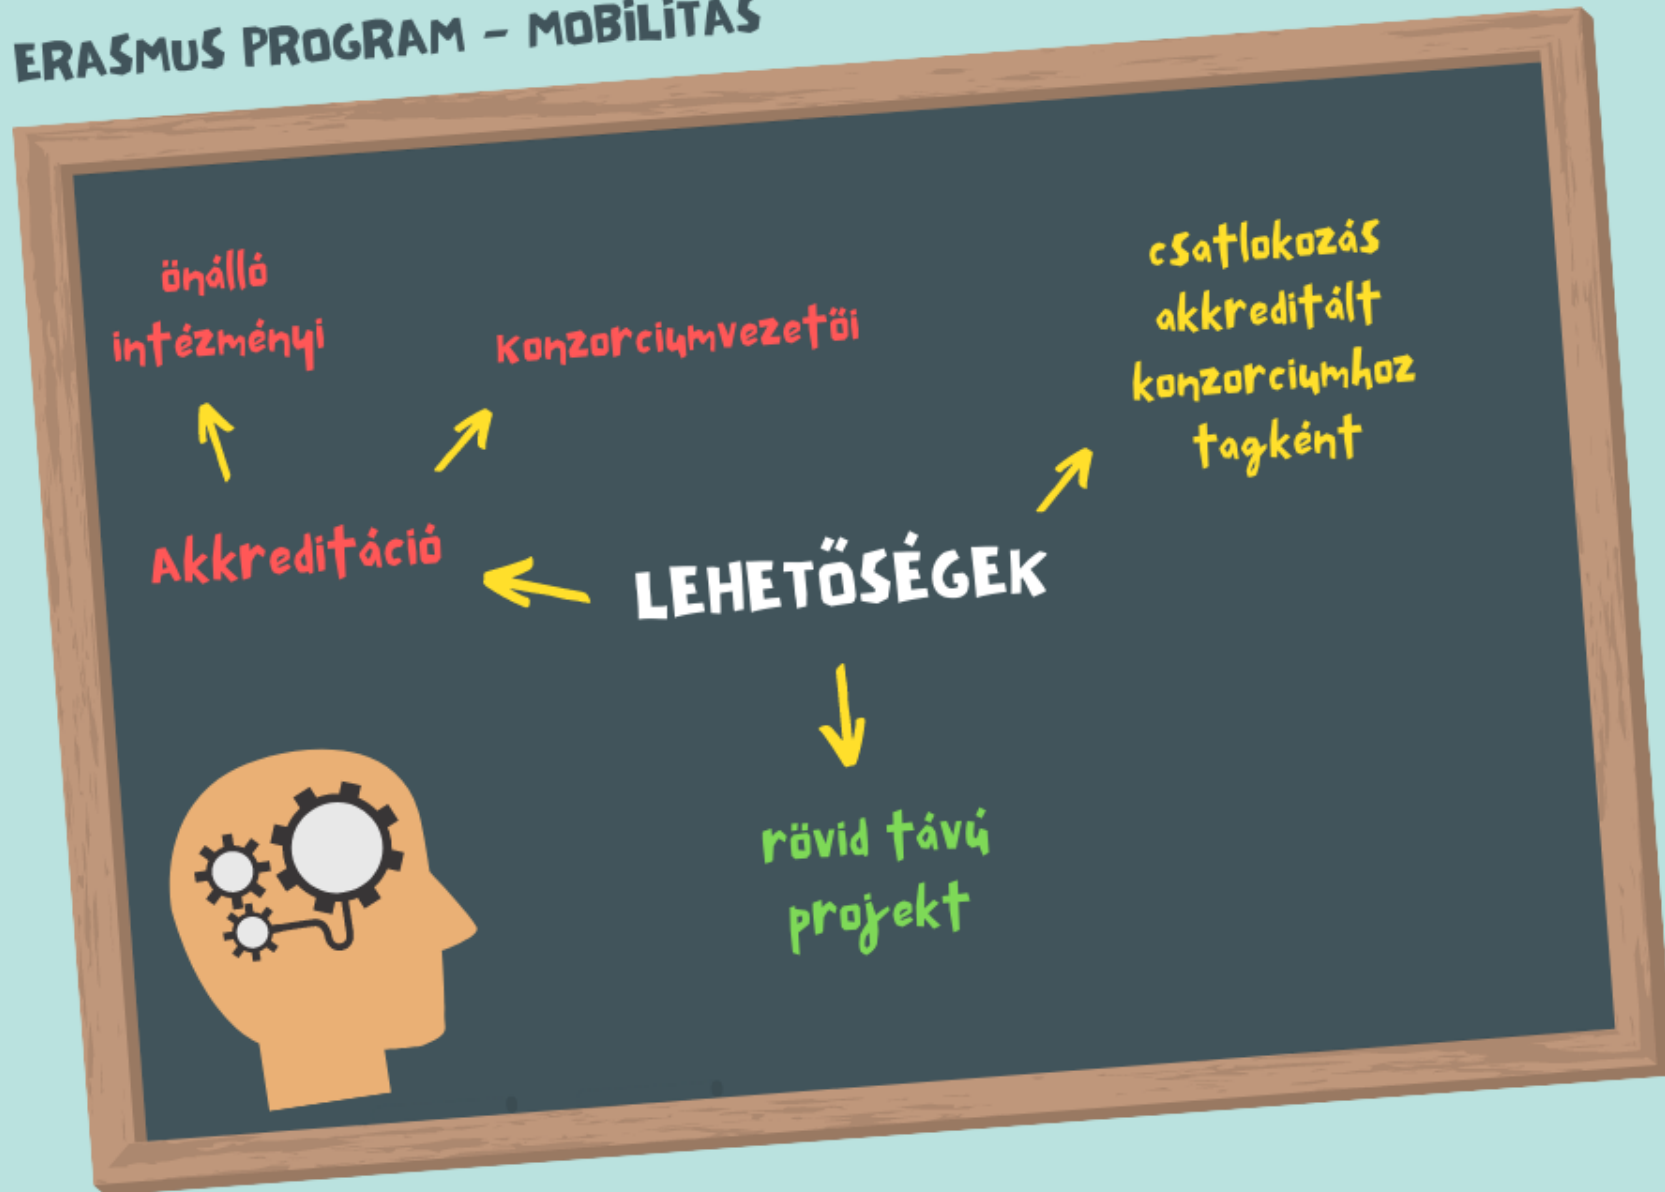 ERASMUS PROGRAM - MOBILITÁS
önálló
intézményi
Konzorciumvezetői
csatlokozás
akkreditált
konzorciumhoz
tagként
Akkreditáció
LEHETŐSÉGEK
rövid távú
projekt